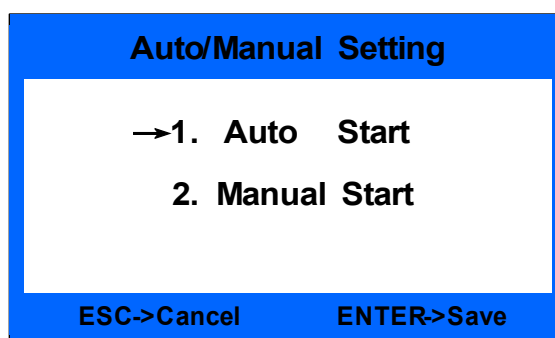 Auto/Manual Setting
→1. Auto Start
2. Manual Start
ESC->Cancel ENTER->Save